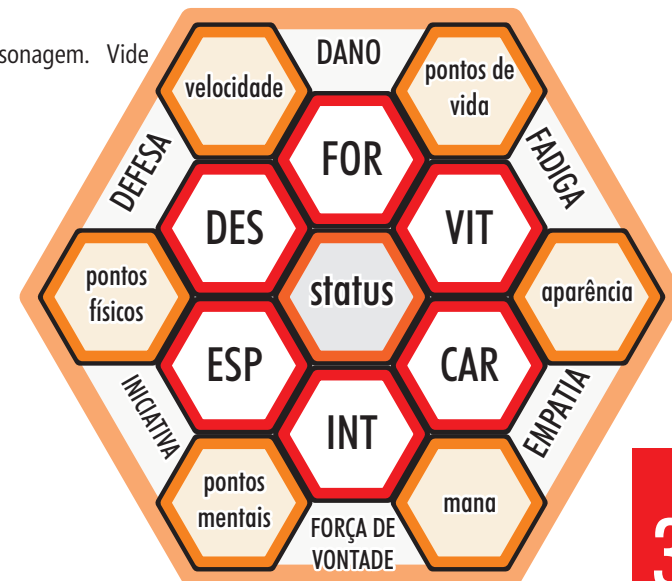 sonagem. Vide
DANO
velocidade
pontos de
vida
FOR
DEFESA
FADIGA
DES
VIT
pontos
físicos
status
aparência
ESP
CAR
INICIATIVA
INT
EMPATIA
pontos
mentais
mana
FORÇA DE
VONTADE
3